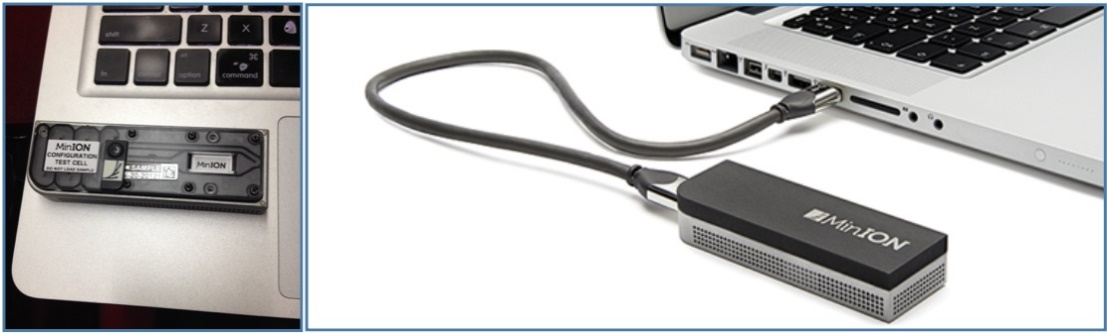 shift
Z
X
fn
option
⌘
command
MinION
CONFIGURATION
TEST CELL
DO NOT LOAD SAMPLE
SAMPLE
MinION
MinION